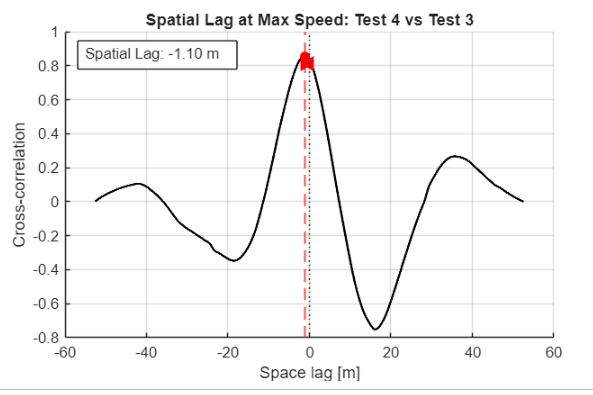 Spatial Lag at Max Speed: Test 4 vs Test 3
Spatial Lag: -1.10 m
1
0.8
0.6
0.4
0.2
0
-0.2
-0.4
-0.6
-0.8
Cross-correlation
-60 -40 -20 0 20 40 60
Space lag [m]